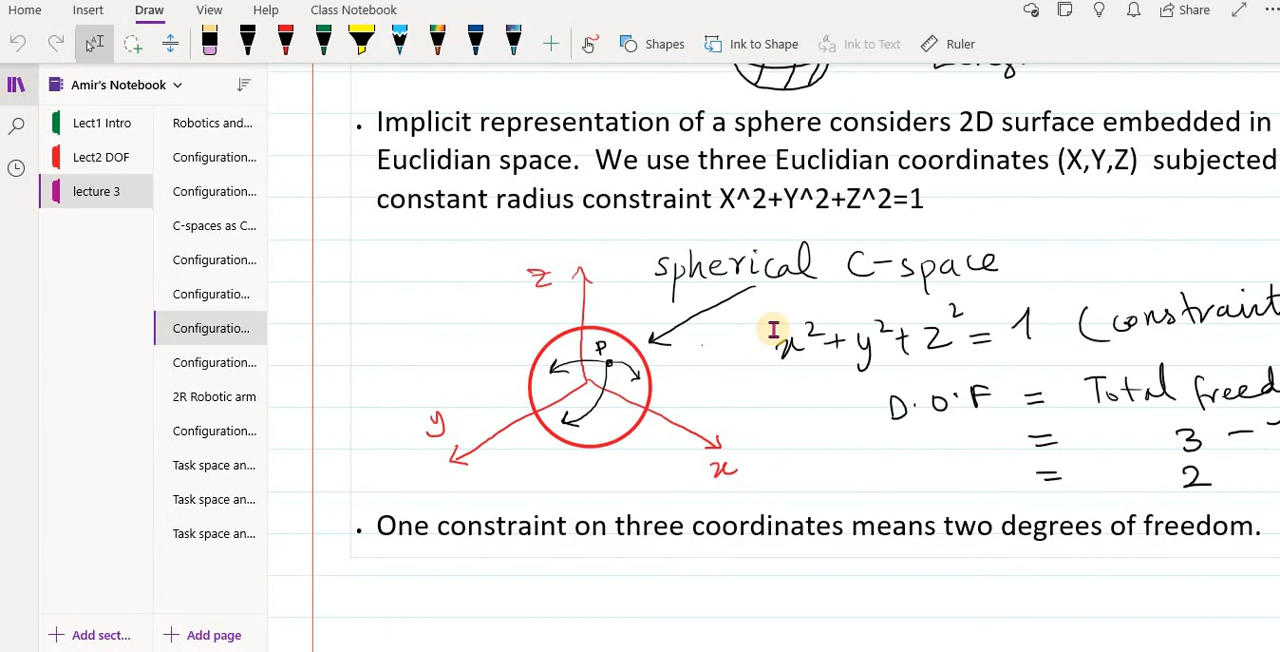 Home Insert Draw View Help Class Notebook
Share
Shapes Ink to Shape Ink to Text Ruler
Amir's Notebook
Lect1 Intro
Lect2 DOF
lecture 3
Robotics and...
Configuration...
Configuration...
C-spaces as C...
Configuration...
Configuratio...
Configuratio...
Configuration...
2R Robotic arm
Configuration...
Task space an...
Task space an...
Task space an...
Add sect...
Add page
. Implicit representation of a sphere considers 2D surface embedded in
Euclidian space. We use three Euclidian coordinates (X,Y,Z) subjected
constant radius constraint X^2+Y^2+Z^2=1
spherical C-space
z
P
y
x
x²+y²+z²=1 (constraint
D.O.F = Total freed
= 3 -
= 2
. One constraint on three coordinates means two degrees of freedom.